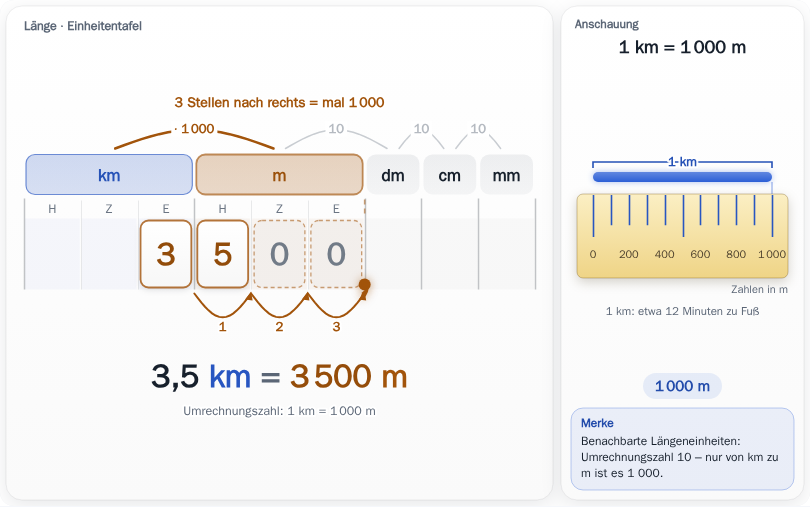 Länge · Einheitentafel
3 Stellen nach rechts = mal 1 000
· 1 000
10
10
10
km
m
dm
cm
mm
H Z E H Z E
3 5 0 0
1 2 3
3,5 km = 3 500 m
Umrechnungszahl: 1 km = 1 000 m
Anschauung
1 km = 1 000 m
1 km
0 200 400 600 800 1 000
Zahlen in m
1 km: etwa 12 Minuten zu Fuß
1 000 m
Merke
Benachbarte Längeneinheiten:
Umrechnungszahl 10 – nur von km zu
m ist es 1 000.